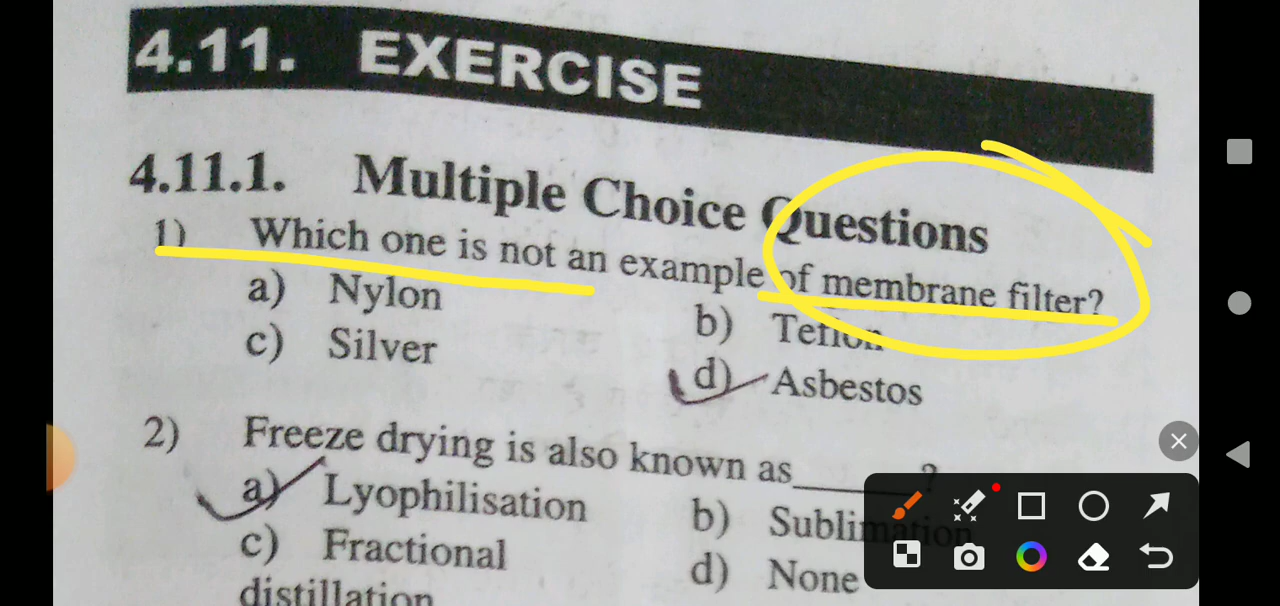 4.11. EXERCISE
4.11.1. Multiple Choice Questions
1) Which one is not an example of membrane filter?
a) Nylon b) Teflon
c) Silver d) Asbestos
2) Freeze drying is also known as______?
a) Lyophilisation b) Sublimation
c) Fractional d) None
distillation